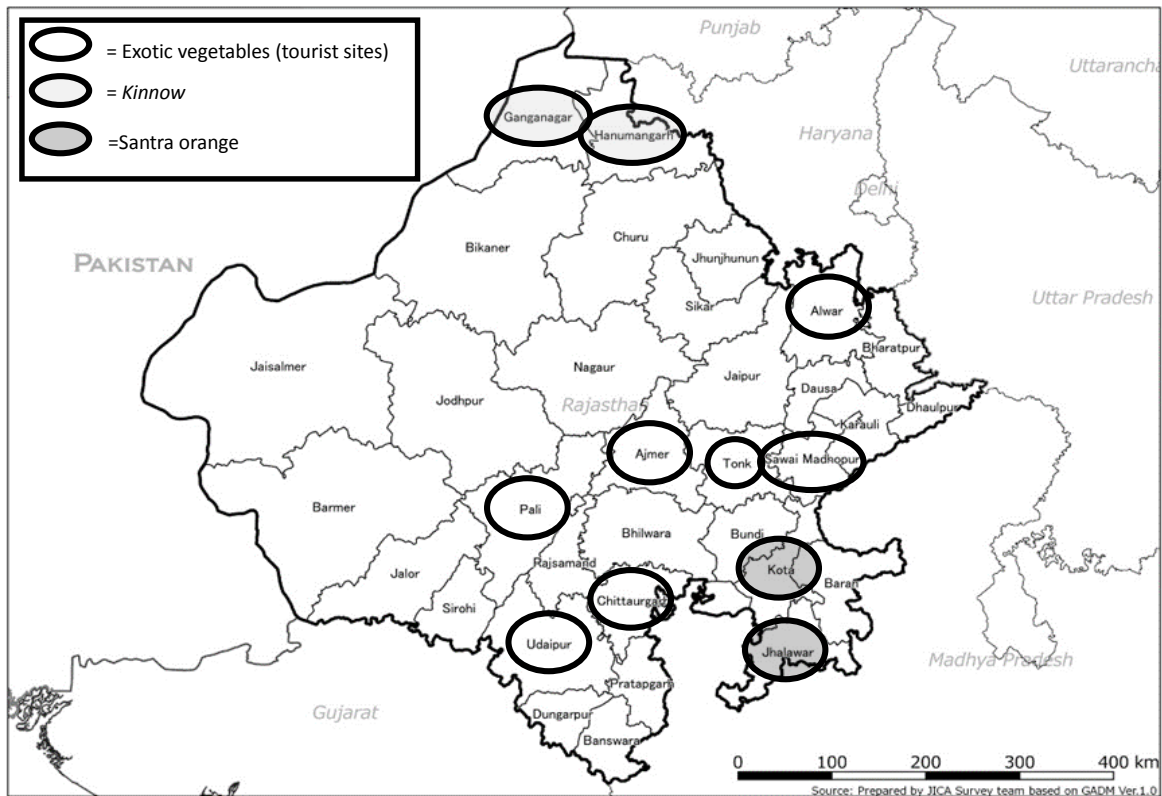 = Exotic vegetables (tourist sites)
= Kinnow
=Santra orange
Punjab
Uttarancha
Haryana
Delhi
Uttar Pradesh
PAKISTAN
Ganganagar
Hanumangarh
Bikaner
Churu
Jhunjhunun
Sikar
Alwar
Bharatpur
Jaisalmer
Jodhpur
Nagaur
Jaipur
Dausa
Dhaulpur
Karauli
Rajasthan
Ajmer
Tonk
Sawai Madhopur
Barmer
Pali
Bhilwara
Bundi
Kota
Baran
Jalor
Sirohi
Rajsamand
Chittaurgarh
Udaipur
Jhalawar
Madhya Pradesh
Pratapgarh
Dungarpur
Banswara
Gujarat
0 100 200 300 400 km
Source: Prepared by JICA Survey team based on GADM Ver.1.0